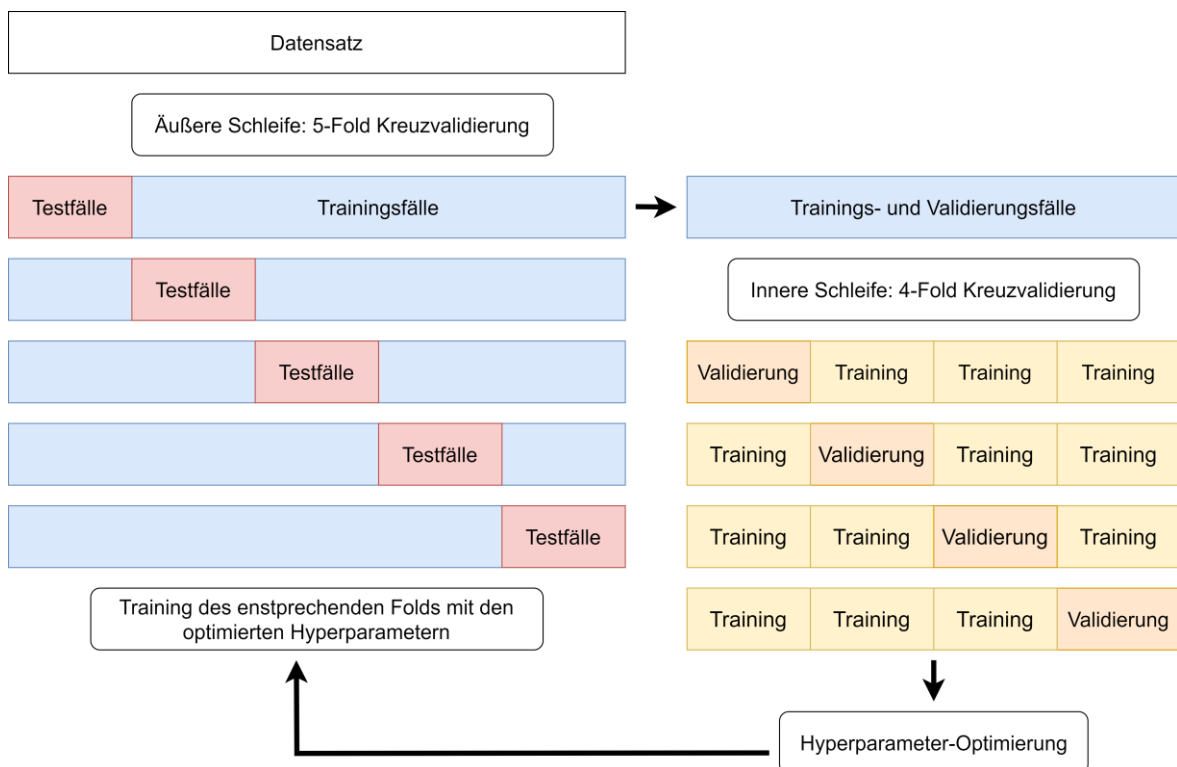 Datensatz
Äußere Schleife: 5-Fold Kreuzvalidierung
Testfälle Trainingsfälle
Testfälle
Testfälle
Testfälle
Testfälle
Training des enstprechenden Folds mit den
optimierten Hyperparametern
Trainings- und Validierungsfälle
Innere Schleife: 4-Fold Kreuzvalidierung
Validierung Training Training Training
Training Validierung Training Training
Training Training Validierung Training
Training Training Training Validierung
Hyperparameter-Optimierung